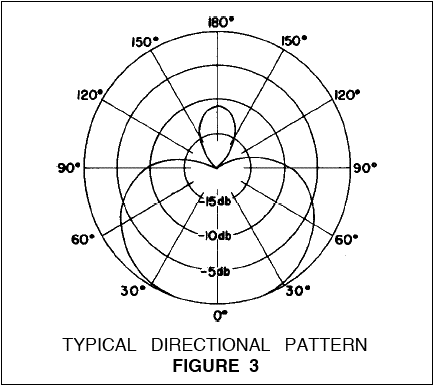 180°
150° 150°
120° 120°
90° 90°
-15db
60° -10db 60°
-5db
30° 30°
0°
TYPICAL DIRECTIONAL PATTERN
FIGURE 3